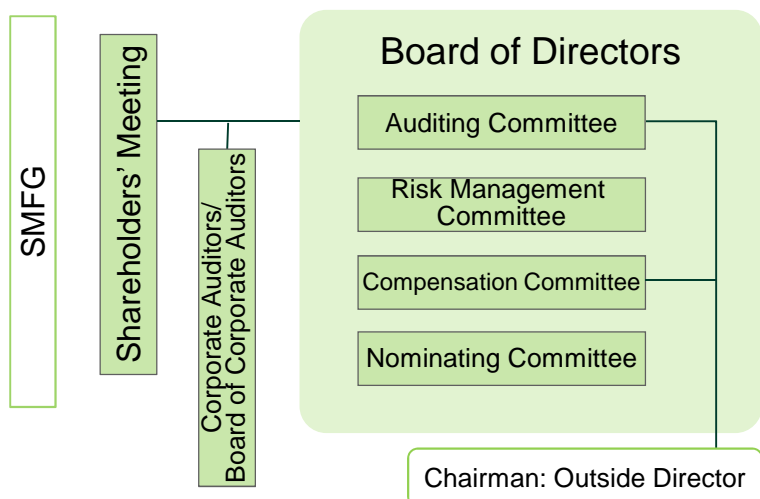 SMFG
Shareholders’ Meeting
Corporate Auditors/
Board of Corporate Auditors
Board of Directors
Auditing Committee
Risk Management
Committee
Compensation Committee
Nominating Committee
Chairman: Outside Director